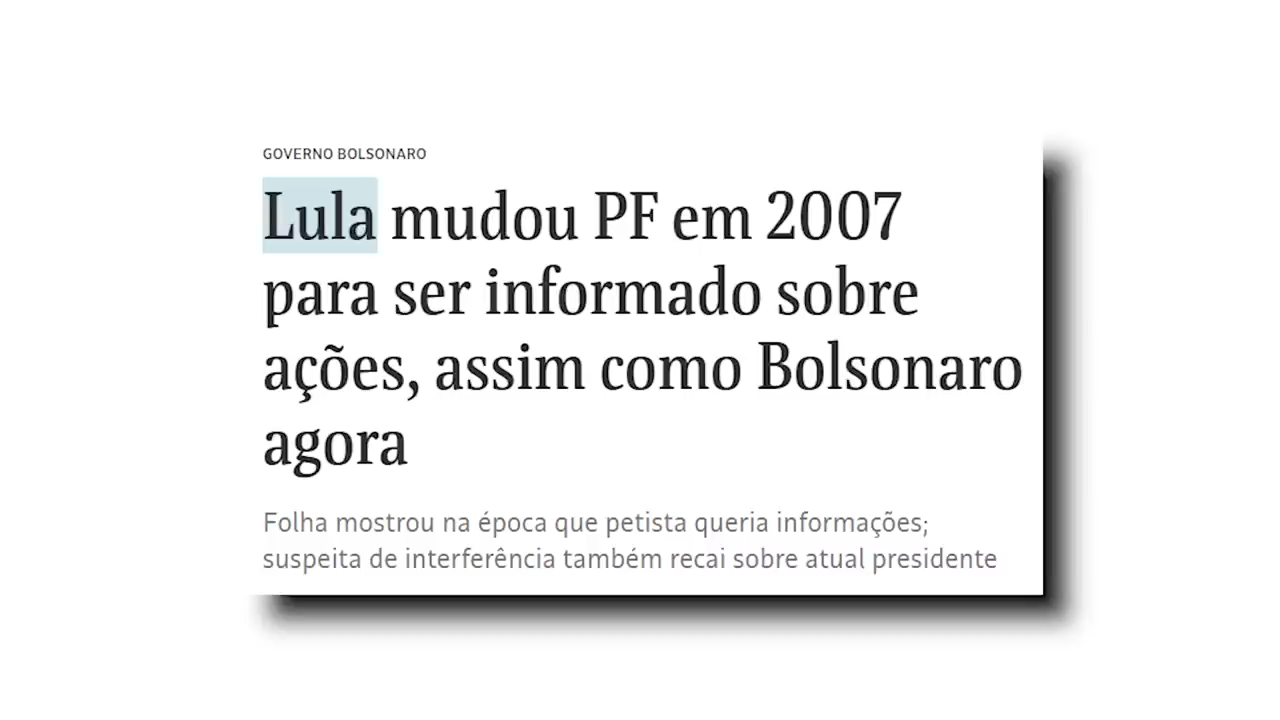 GOVERNO BOLSONARO
Lula mudou PF em 2007
para ser informado sobre
ações, assim como Bolsonaro
agora
Folha mostrou na época que petista queria informações;
suspeita de interferência também recai sobre atual presidente